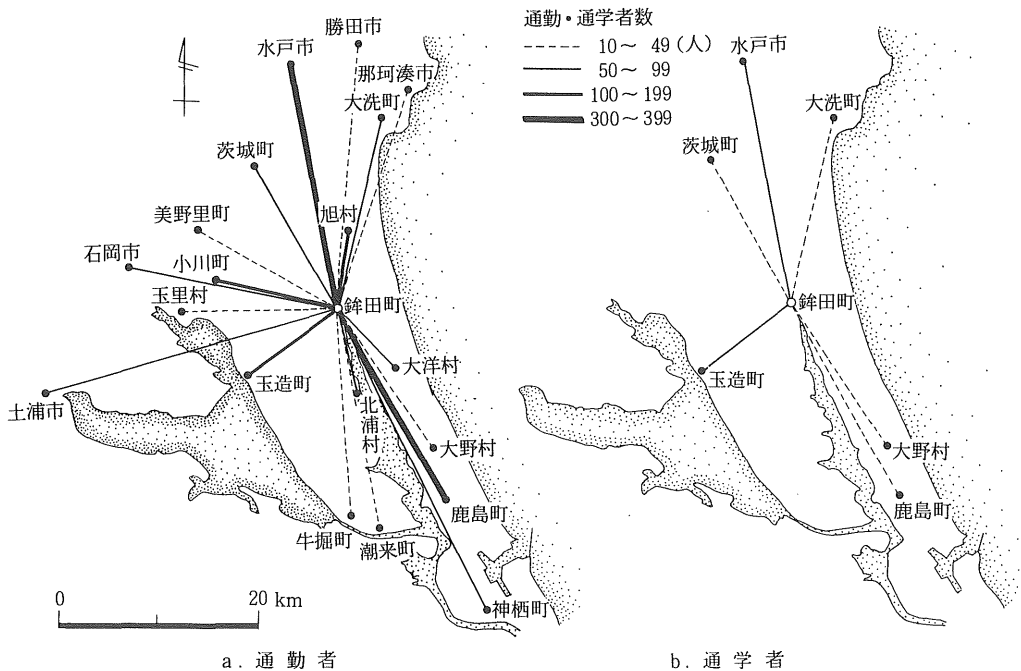 勝田市
水戸市
那珂湊市
大洗町
茨城町
美野里町
旭村
石岡市
小川町
玉里村
鉾田町
大洋村
玉造町
北浦村
土浦市
大野村
鹿島町
牛掘町
潮来町
神栖町
0 20 km
a. 通勤者
通勤・通学者数
10～ 49(人)
50～ 99
100～199
300～399
水戸市
大洗町
茨城町
鉾田町
玉造町
大野村
鹿島町
b. 通学者